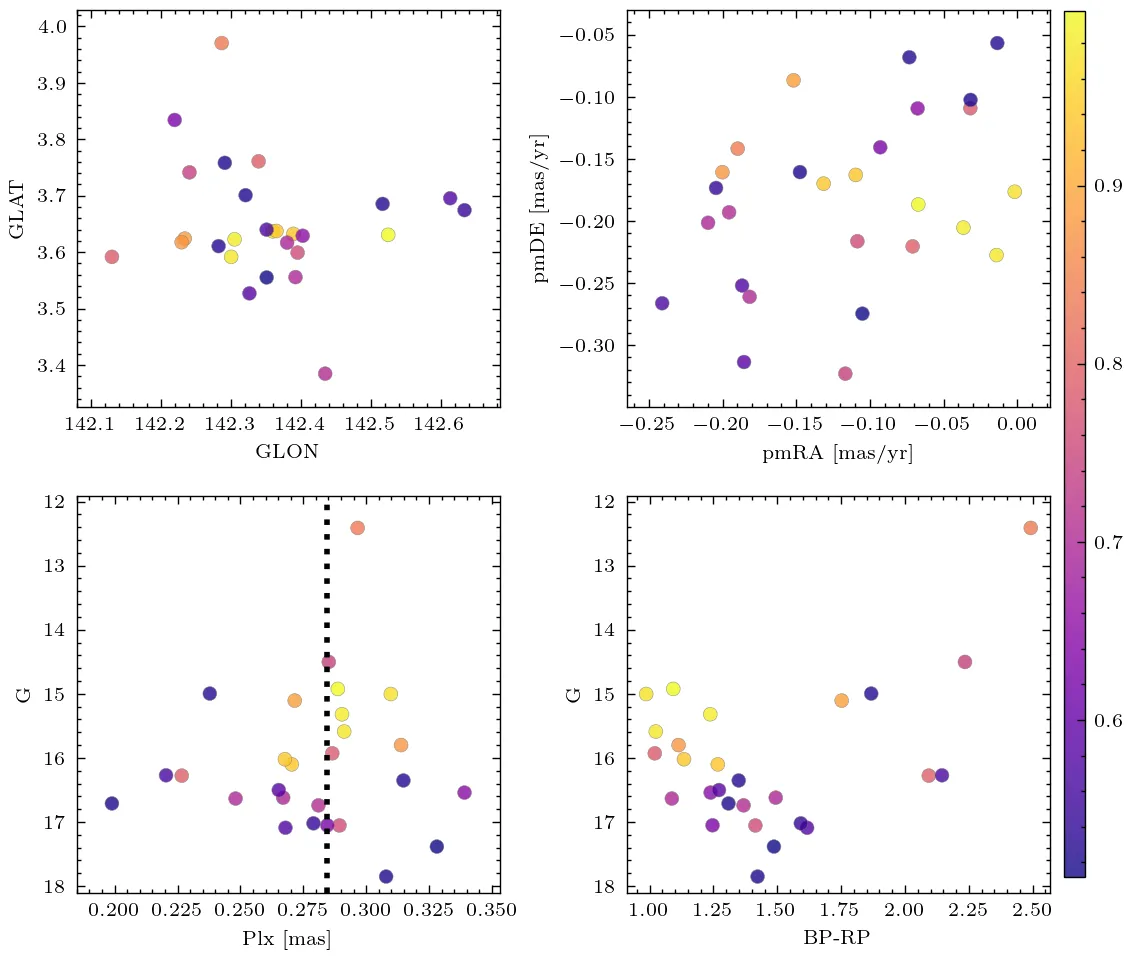 4.0
3.9
3.8
3.7
3.6
3.5
3.4
GLAT
142.1 142.2 142.3 142.4 142.5 142.6
GLON
−0.05
−0.10
−0.15
−0.20
−0.25
−0.30
pmDE [mas/yr]
−0.25 −0.20 −0.15 −0.10 −0.05 0.00
pmRA [mas/yr]
0.9
0.8
0.7
0.6
12
13
14
15
16
17
18
G
0.200 0.225 0.250 0.275 0.300 0.325 0.350
Plx [mas]
12
13
14
15
16
17
18
G
1.00 1.25 1.50 1.75 2.00 2.25 2.50
BP-RP